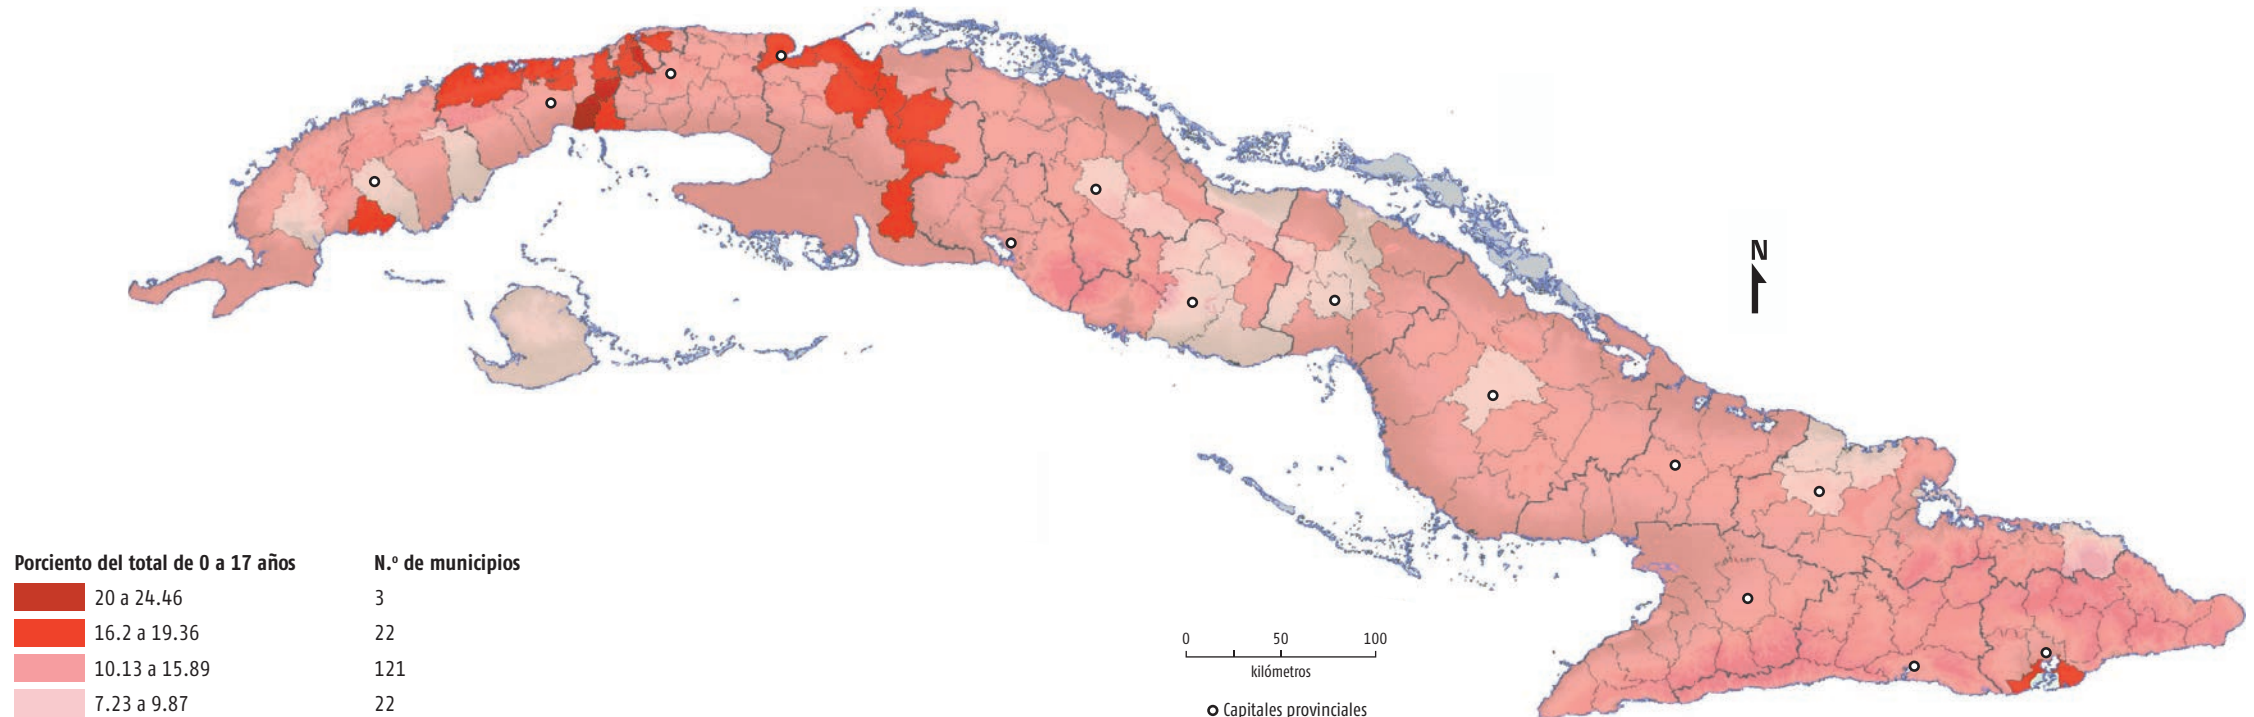 N
Porciento del total de 0 a 17 años N.º de municipios
20 a 24.46 3
16.2 a 19.36 22
10.13 a 15.89 121
7.23 a 9.87 22
0 50 100
kilómetros
Capitales provinciales